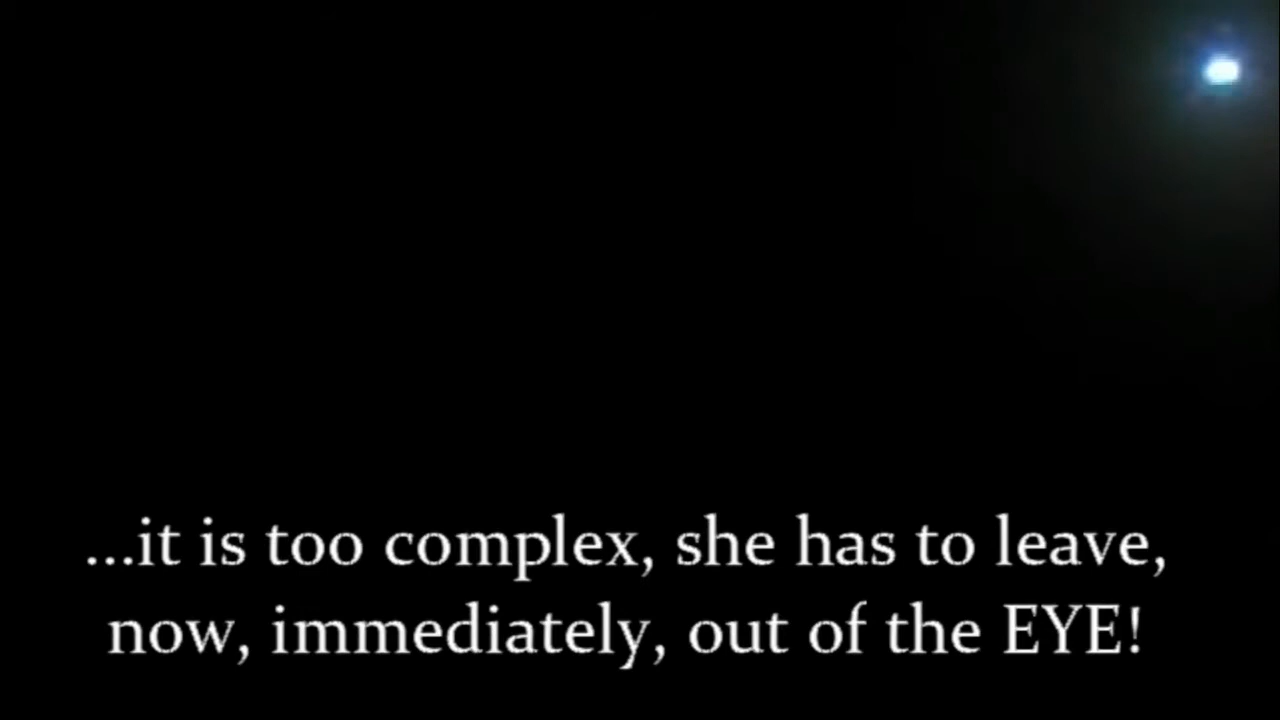 ...it is too complex, she has to leave,
now, immediately, out of the EYE!